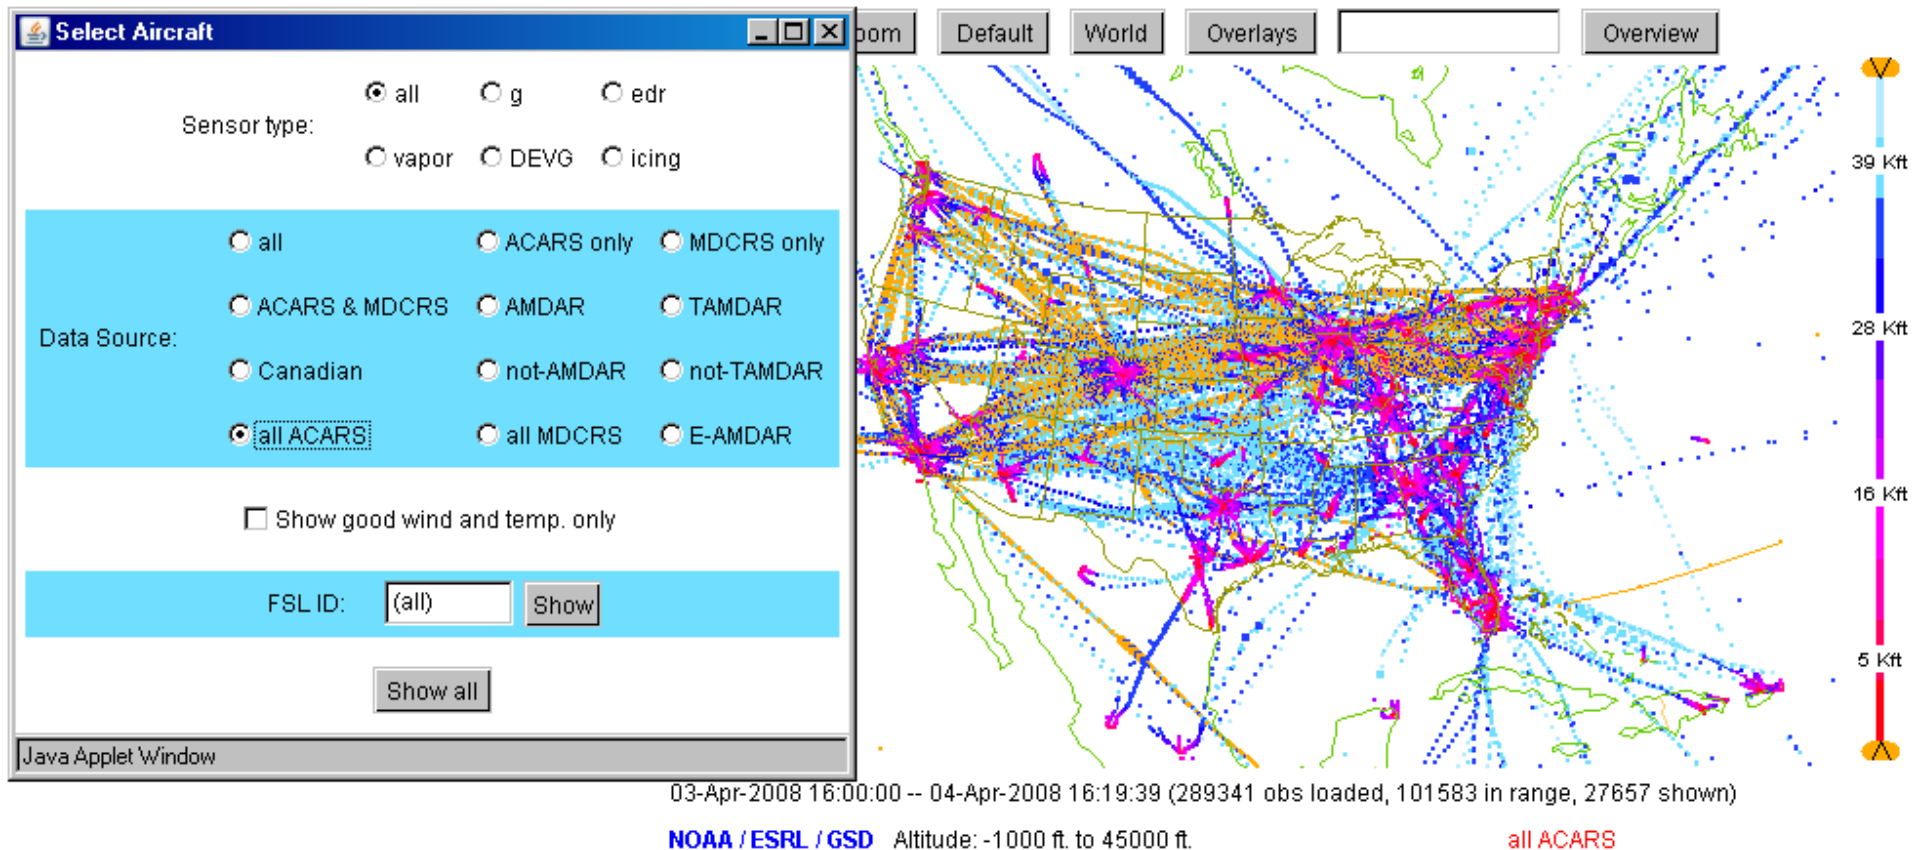 Select Aircraft
oom Default World Overlays Overview
Sensor type:
all g edr
vapor DEVG icing
Data Source:
all ACARS only MDCRS only
ACARS & MDCRS AMDAR TAMDAR
Canadian not-AMDAR not-TAMDAR
all ACARS all MDCRS E-AMDAR
Show good wind and temp. only
FSL ID: (all) Show
Show all
Java Applet Window
39 Kft
28 Kft
16 Kft
5 Kft
03-Apr-2008 16:00:00 -- 04-Apr-2008 16:19:39 (289341 obs loaded, 101583 in range, 27657 shown)
NOAA / ESRL / GSD Altitude: -1000 ft. to 45000 ft. all ACARS